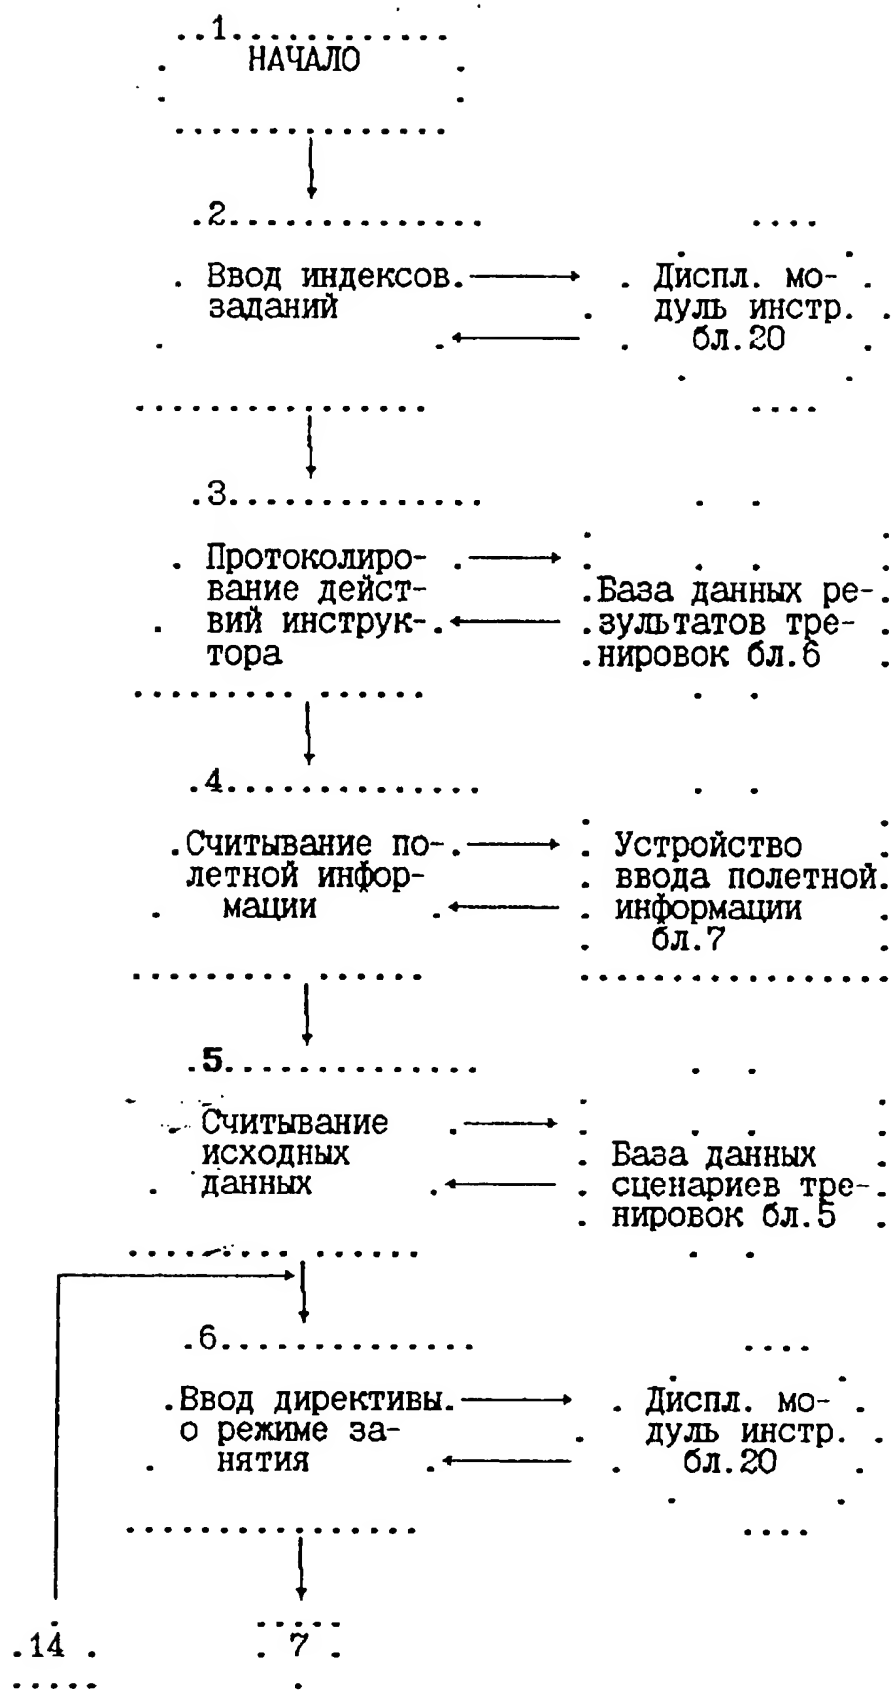 1
НАЧАЛО
2
Ввод индексов
заданий
Диспл. мо-
дуль инстр.
бл.20
3
Протоколиро-
вание дейст-
вий инструк-
тора
База данных ре-
зультатов тре-
нировок бл.6
4
Считывание по-
летной инфор-
мации
Устройство
ввода полетной
информации
бл.7
5
Считывание
исходных
данных
База данных
сценариев тре-
нировок бл.5
6
Ввод директивы
о режиме за-
нятия
Диспл. мо-
дуль инстр.
бл.20
14
7